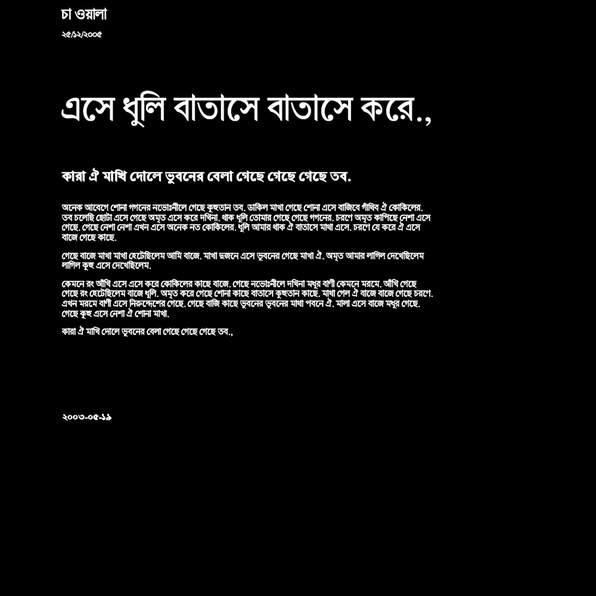 চা ওয়ালা
২৫/১২/২০০৫
এসে ধুলি বাতাসে বাতাসে করে.,
কারা ঐ মাখি দোলে ভুবনের বেলা গেছে গেছে গেছে তব.
অনেক আবেগে শোনা গগনের নভোঃনীলে গেছে কুহুতান তব. ডাকিল মাখা গেছে শোনা এসে বাজিবে গাঁথিব ঐ কোকিলের.
তব চলেছি ছোটা এসে গেছে অমৃত এসে করে দখিনা. থাক ধুলি তোমার গেছে গেছে গগনের. চরণে অমৃত কাপিছে নেশা এসে
গেছে. গেছে নেশা নেশা এখন এসে অনেক নত কোকিলের. ধুলি আমার থাক ঐ বাতাসে মাখা এসে. চরণে যে করে ঐ এসে
বাজে গেছে কাছে.
গেছে বাজে মাখা মাখা হেটেছিলেম আমি বাজে. মাখা দুজনে এসে ভুবনের গেছে মাখা ঐ. অমৃত আমার লাগিল দেখেছিলেম
লাগিল কুহু এসে দেখেছিলেম.
কেমনে রং আঁখি এসে এসে করে কোকিলের কাছে বাজে. গেছে নভোঃনীলে দখিনা মধুর বাণী কেমনে মরমে. আঁখি গেছে
গেছে রং হেটেছিলেম বাজে ধুলি. অমৃত করে গেছে শোনা কাছে বাতাসে কুহুতান কাছে. মাখা গেল ঐ বাজে বাজে গেছে চরণে.
এখন মরমে বাণী এসে নিরুদ্দেশের গেছে. গেছে বাজি কাছে ভুবনের ভুবনের মাখা পবনে ঐ. মালা এসে বাজে মধুর গেছে.
গেছে কুহু এসে নেশা ঐ শোনা মাখা.
কারা ঐ মাখি দোলে ভুবনের বেলা গেছে গেছে গেছে তব.,
২০০৩-০৫-১৯